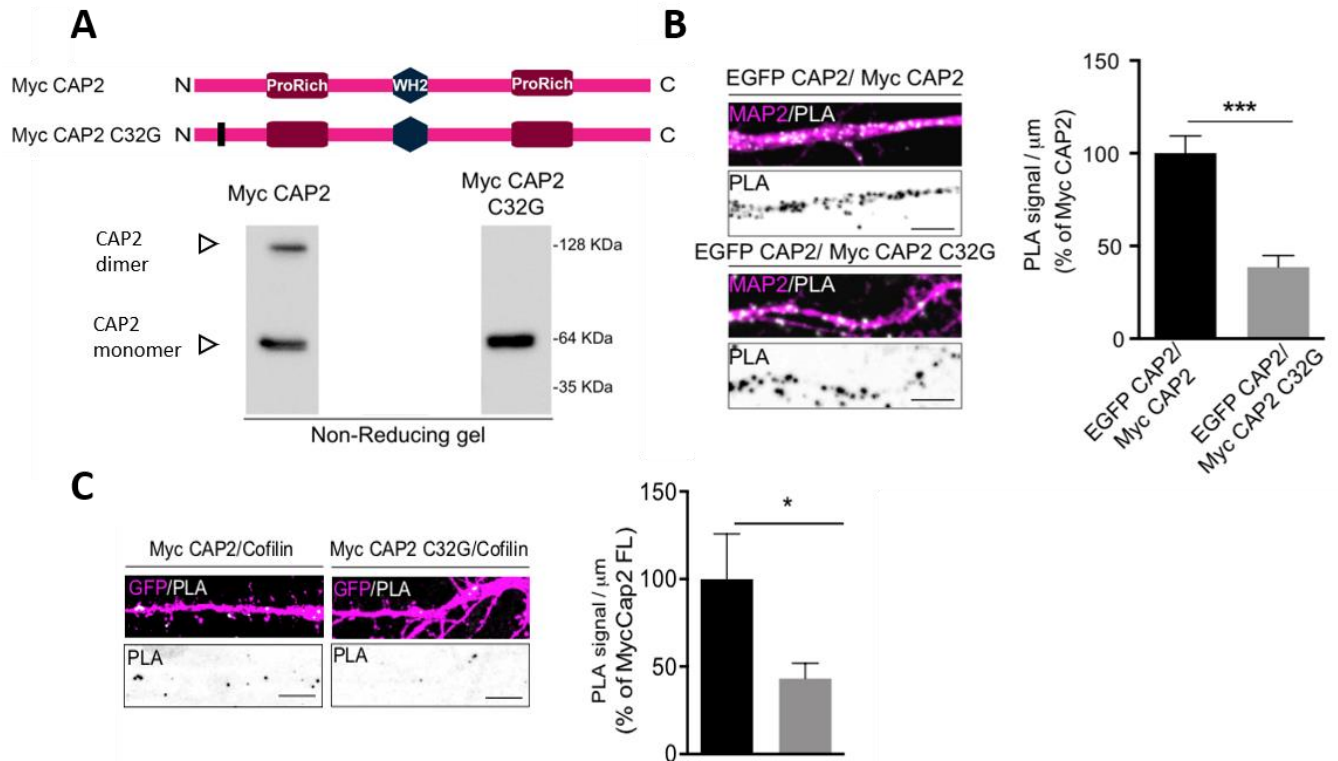 A
Myc CAP2 N ProRich WH2 ProRich C
Myc CAP2 C32G N C
Myc CAP2
Myc CAP2
C32G
CAP2
dimer
-128 KDa
CAP2
monomer
-64 KDa
-35 KDa
Non-Reducing gel
B
EGFP CAP2/ Myc CAP2
MAP2/PLA
PLA
EGFP CAP2/ Myc CAP2 C32G
MAP2/PLA
PLA
PLA signal / μm
(% of Myc CAP2)
150
100
50
0
***
EGFP CAP2/
Myc CAP2
EGFP CAP2/
Myc CAP2 C32G
C
Myc CAP2/Cofilin
GFP/PLA
PLA
Myc CAP2 C32G/Cofilin
GFP/PLA
PLA
PLA signal / μm
(% of MycCap2 FL)
150
100
50
0
*